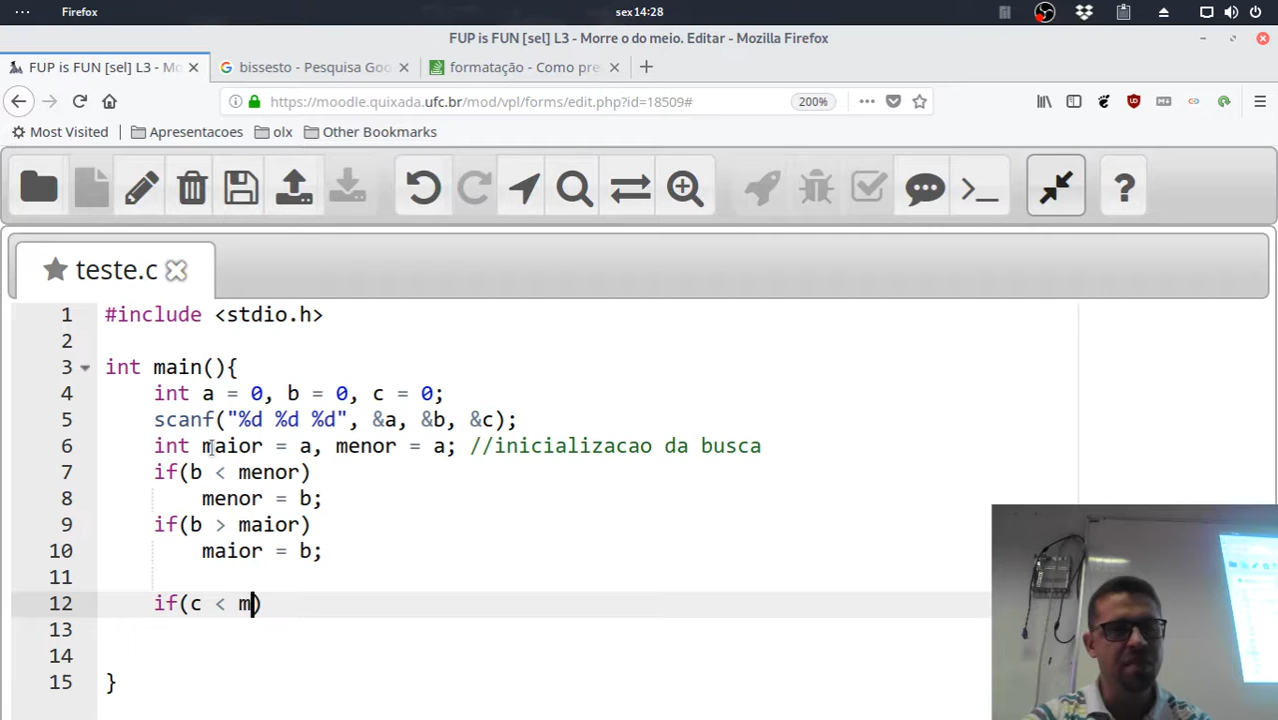 Firefox
sex 14:28
FUP is FUN [sel] L3 - Morre o do meio. Editar - Mozilla Firefox
FUP is FUN [sel] L3 - Mo
bissesto - Pesquisa Goo
formatação - Como pre
https://moodle.quixada.ufc.br/mod/vpl/forms/edit.php?id=18509#
200%
Most Visited
Apresentacoes
olx
Other Bookmarks
teste.c
1 #include <stdio.h>
2
3 int main(){
4 int a = 0, b = 0, c = 0;
5 scanf("%d %d %d", &a, &b, &c);
6 int maior = a, menor = a; //inicializacao da busca
7 if(b < menor)
8 menor = b;
9 if(b > maior)
10 maior = b;
11
12 if(c < m)
13
14
15 }